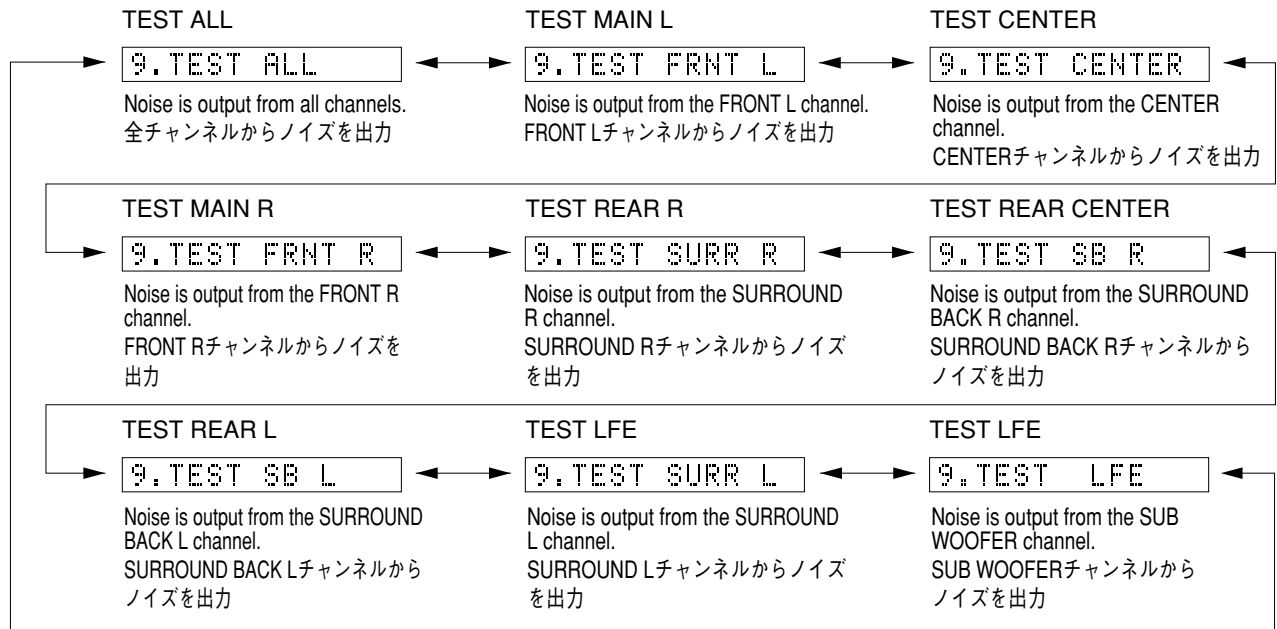 TEST ALL
9.TEST ALL
Noise is output from all channels.
全チャンネルからノイズを出力
TEST MAIN L
9.TEST FRNT L
Noise is output from the FRONT L channel.
FRONT Lチャンネルからノイズを出力
TEST CENTER
9.TEST CENTER
Noise is output from the CENTER
channel.
CENTERチャンネルからノイズを出力
TEST MAIN R
9.TEST FRNT R
Noise is output from the FRONT R
channel.
FRONT Rチャンネルからノイズを
出力
TEST REAR R
9.TEST SURR R
Noise is output from the SURROUND
R channel.
SURROUND Rチャンネルからノイズ
を出力
TEST REAR CENTER
9.TEST SB R
Noise is output from the SURROUND
BACK R channel.
SURROUND BACK Rチャンネルから
ノイズを出力
TEST REAR L
9.TEST SB L
Noise is output from the SURROUND
BACK L channel.
SURROUND BACK Lチャンネルから
ノイズを出力
TEST LFE
9.TEST SURR L
Noise is output from the SURROUND
L channel.
SURROUND Lチャンネルからノイズ
を出力
TEST LFE
9.TEST LFE
Noise is output from the SUB
WOOFER channel.
SUB WOOFERチャンネルから
ノイズを出力